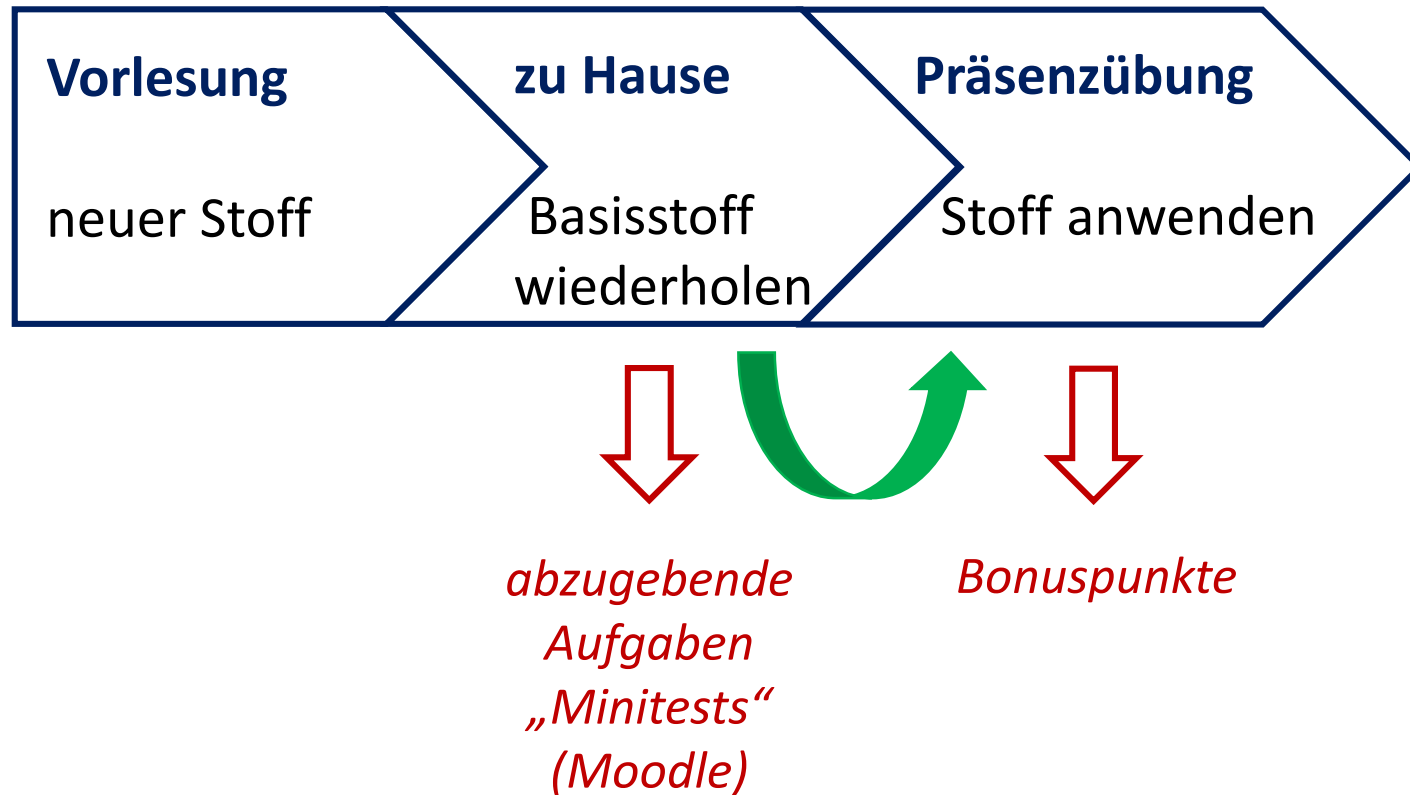 Vorlesung
neuer Stoff
zu Hause
Basisstoff
wiederholen
Präsenzübung
Stoff anwenden
abzugebende
Aufgaben
„Minitests“
(Moodle)
Bonuspunkte